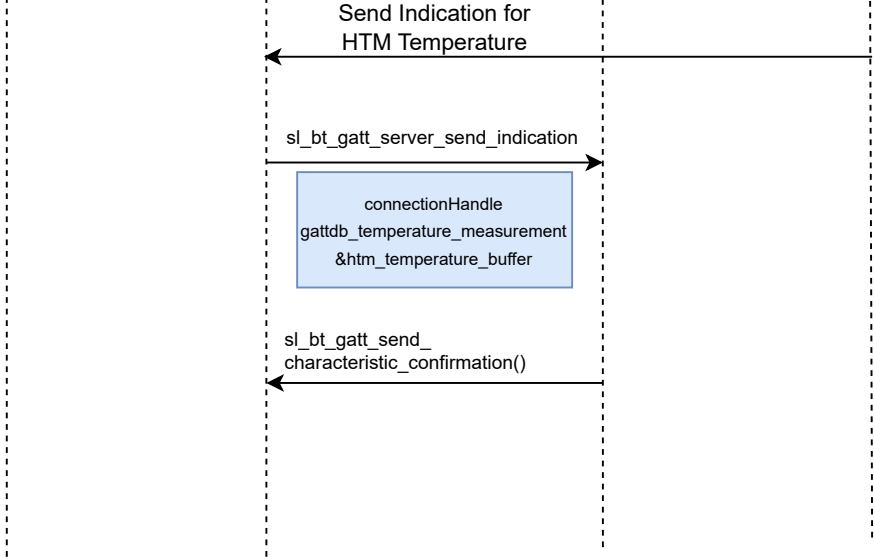 Send Indication for
HTM Temperature
sl_bt_gatt_server_send_indication
connectionHandle
gattdb_temperature_measurement
&htm_temperature_buffer
sl_bt_gatt_send_
characteristic_confirmation()